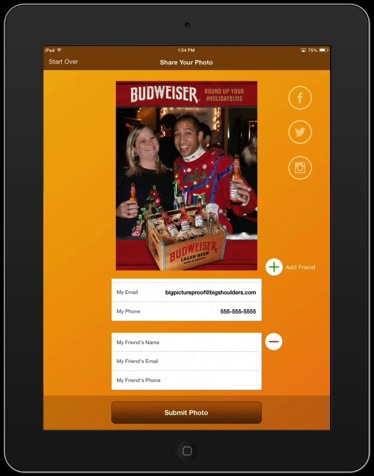 iPad
1:54 PM
75%
Start Over
Share Your Photo
BUDWEISER
ROUND UP YOUR
#HOLIDAYBUDS
BUDWEISER
LAGER BEER
Add Friend
My Email bigpictureproof@bigshoulders.com
My Phone 555-555-5555
My Friend's Name
My Friend's Email
My Friend's Phone
Submit Photo